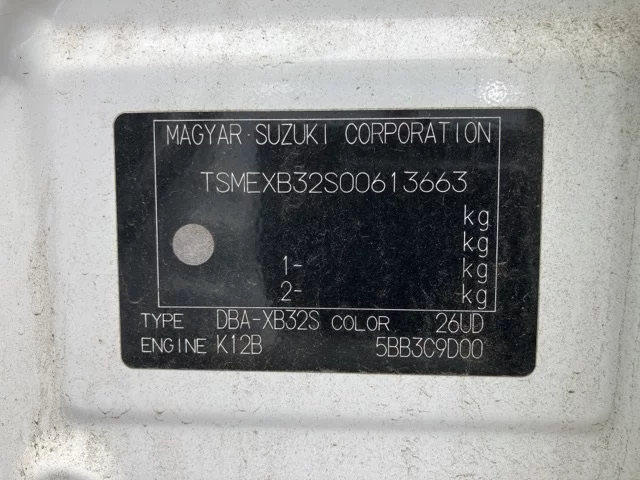 MAGYAR SUZUKI CORPORATION
TSMEXB32S00613663
kg
kg
1- kg
2- kg
TYPE DBA-XB32S COLOR 26UD
ENGINE K12B 5BB3C9D00